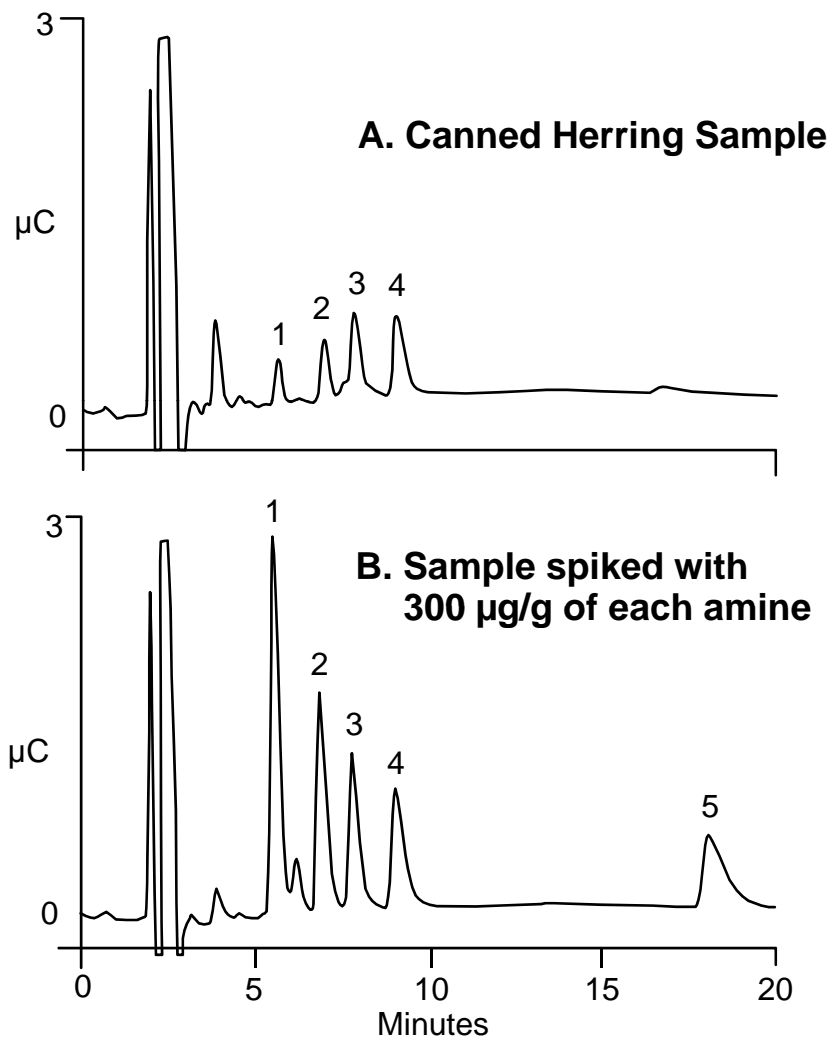 3
A. Canned Herring Sample
µC
3
4
2
1
0
1
3
B. Sample spiked with
300 µg/g of each amine
2
3
µC
4
5
0
0 5 10 15 20
Minutes